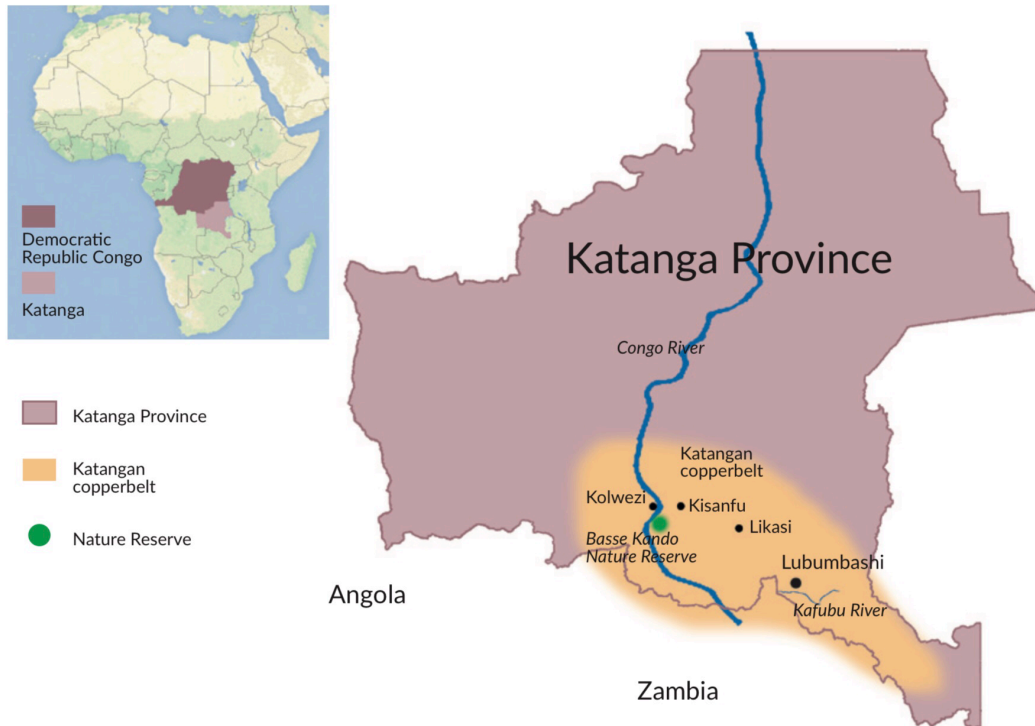 Democratic
Republic Congo
Katanga
Katanga Province
Katangan
copperbelt
Nature Reserve
Katanga Province
Congo River
Katangan
copperbelt
Kolwezi
Kisanfu
Likasi
Basse Kando
Nature Reserve
Lubumbashi
Kafubu River
Angola
Zambia